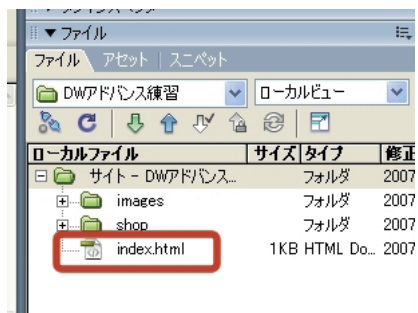 ▼ファイル
ファイル アセット スニペット
DWアドバンス練習 ローカルビュー
ローカルファイル サイズ タイプ 修正
サイト - DWアドバンス... フォルダ 2007
images フォルダ 2007
shop フォルダ 2007
index.html 1KB HTML Do... 2007